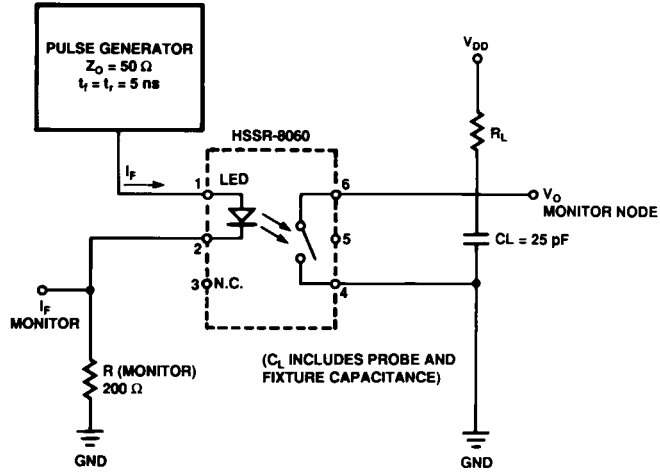 PULSE GENERATOR
Z_O = 50 Ω
t_f = t_r = 5 ns
V_DD
R_L
HSSR-8060
I_F
LED
1
6
V_O
MONITOR NODE
2
5
CL = 25 pF
3
N.C.
4
I_F
MONITOR
R (MONITOR)
200 Ω
(C_L INCLUDES PROBE AND
FIXTURE CAPACITANCE)
GND
GND